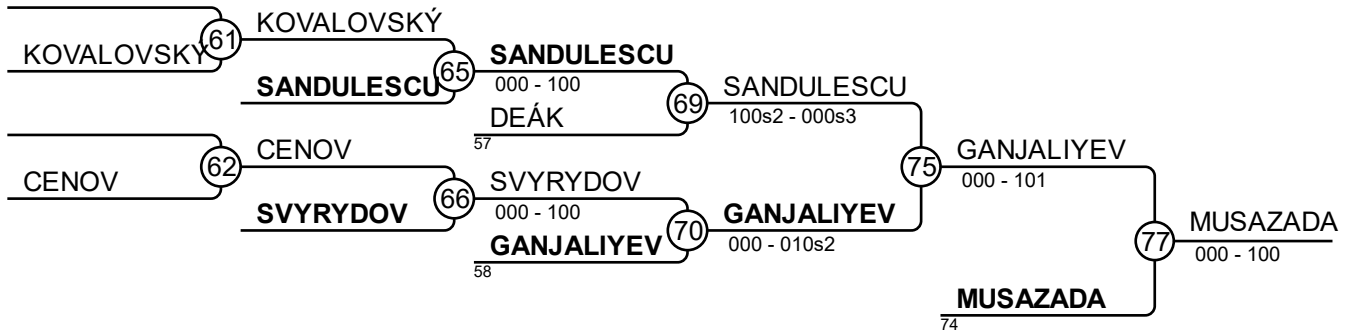 KOVALOVSKÝ
61
KOVALOVSKÝ
SANDULESCU
65
SANDULESCU
000 - 100
DEÁK
57
69
SANDULESCU
100s2 - 000s3
CENOV
62
CENOV
SVYRYDOV
66
SVYRYDOV
000 - 100
GANJALIYEV
58
70
GANJALIYEV
000 - 010s2
75
GANJALIYEV
000 - 101
MUSAZADA
74
77
MUSAZADA
000 - 100